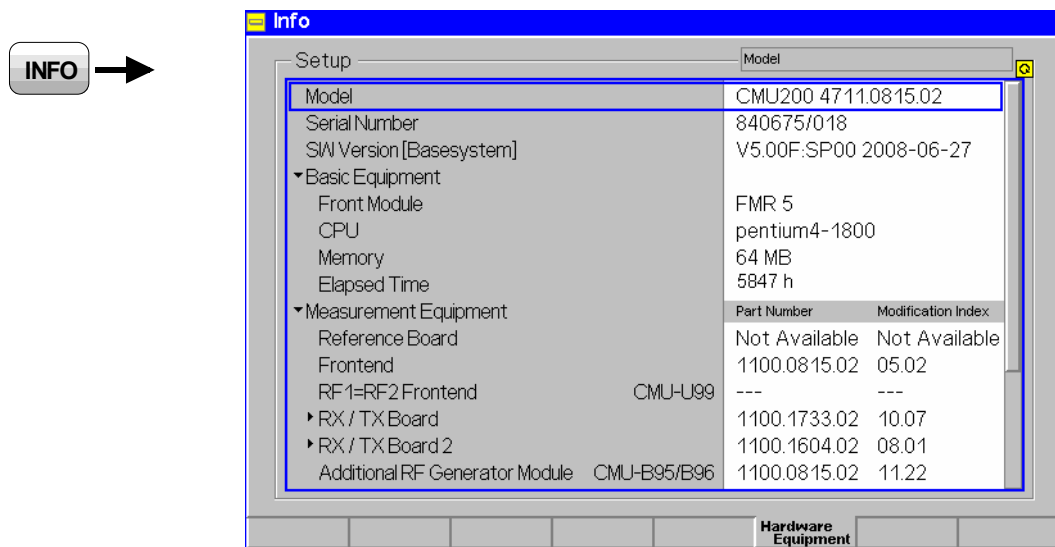 Info
INFO
Setup
Model
Model CMU200 4711.0815.02
Serial Number 840675/018
SW Version [Basesystem] V5.00F:SP00 2008-06-27
Basic Equipment
Front Module FMR 5
CPU pentium4-1800
Memory 64 MB
Elapsed Time 5847 h
Measurement Equipment Part Number Modification Index
Reference Board Not Available Not Available
Frontend 1100.0815.02 05.02
RF1=RF2 Frontend CMU-U99 --- ---
RX / TX Board 1100.1733.02 10.07
RX / TX Board 2 1100.1604.02 08.01
Additional RF Generator Module CMU-B95/B96 1100.0815.02 11.22
Hardware
Equipment